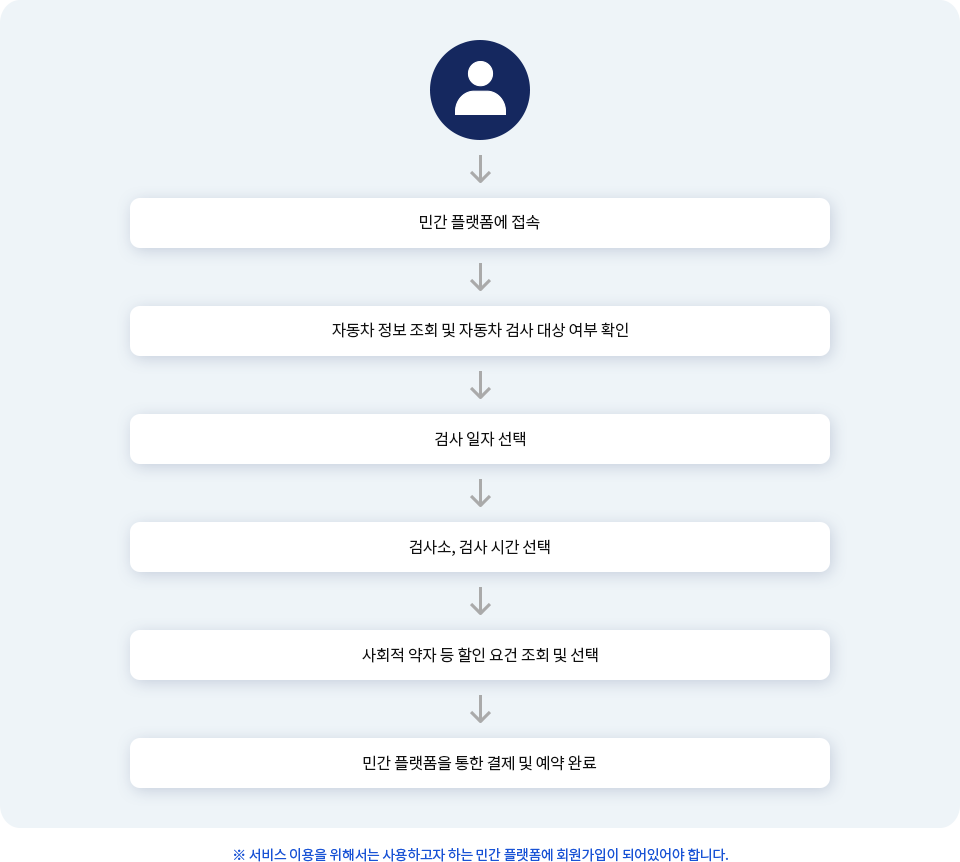 민간 플랫폼에 접속
자동차 정보 조회 및 자동차 검사 대상 여부 확인
검사 일자 선택
검사소, 검사 시간 선택
사회적 약자 등 할인 요건 조회 및 선택
민간 플랫폼을 통한 결제 및 예약 완료
※ 서비스 이용을 위해서는 사용하고자 하는 민간 플랫폼에 회원가입이 되어있어야 합니다.